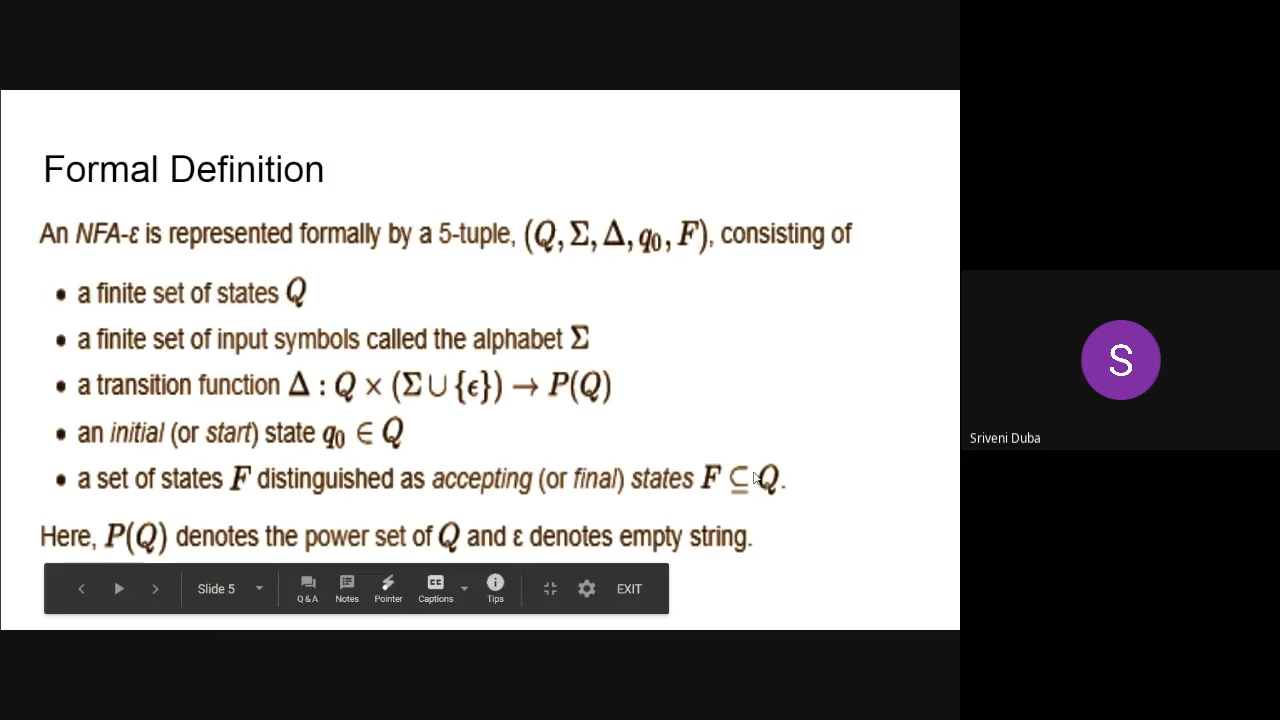 Formal Definition
An NFA-ε is represented formally by a 5-tuple, (Q, Σ, Δ, q₀, F), consisting of
• a finite set of states Q
• a finite set of input symbols called the alphabet Σ
• a transition function Δ : Q × (Σ ∪ {ϵ}) → P(Q)
• an initial (or start) state q₀ ∈ Q
• a set of states F distinguished as accepting (or final) states F ⊆ Q.
Here, P(Q) denotes the power set of Q and ε denotes empty string.
Slide 5
Q & A
Notes
Pointer
CC
Captions
Tips
EXIT
S
Sriveni Duba